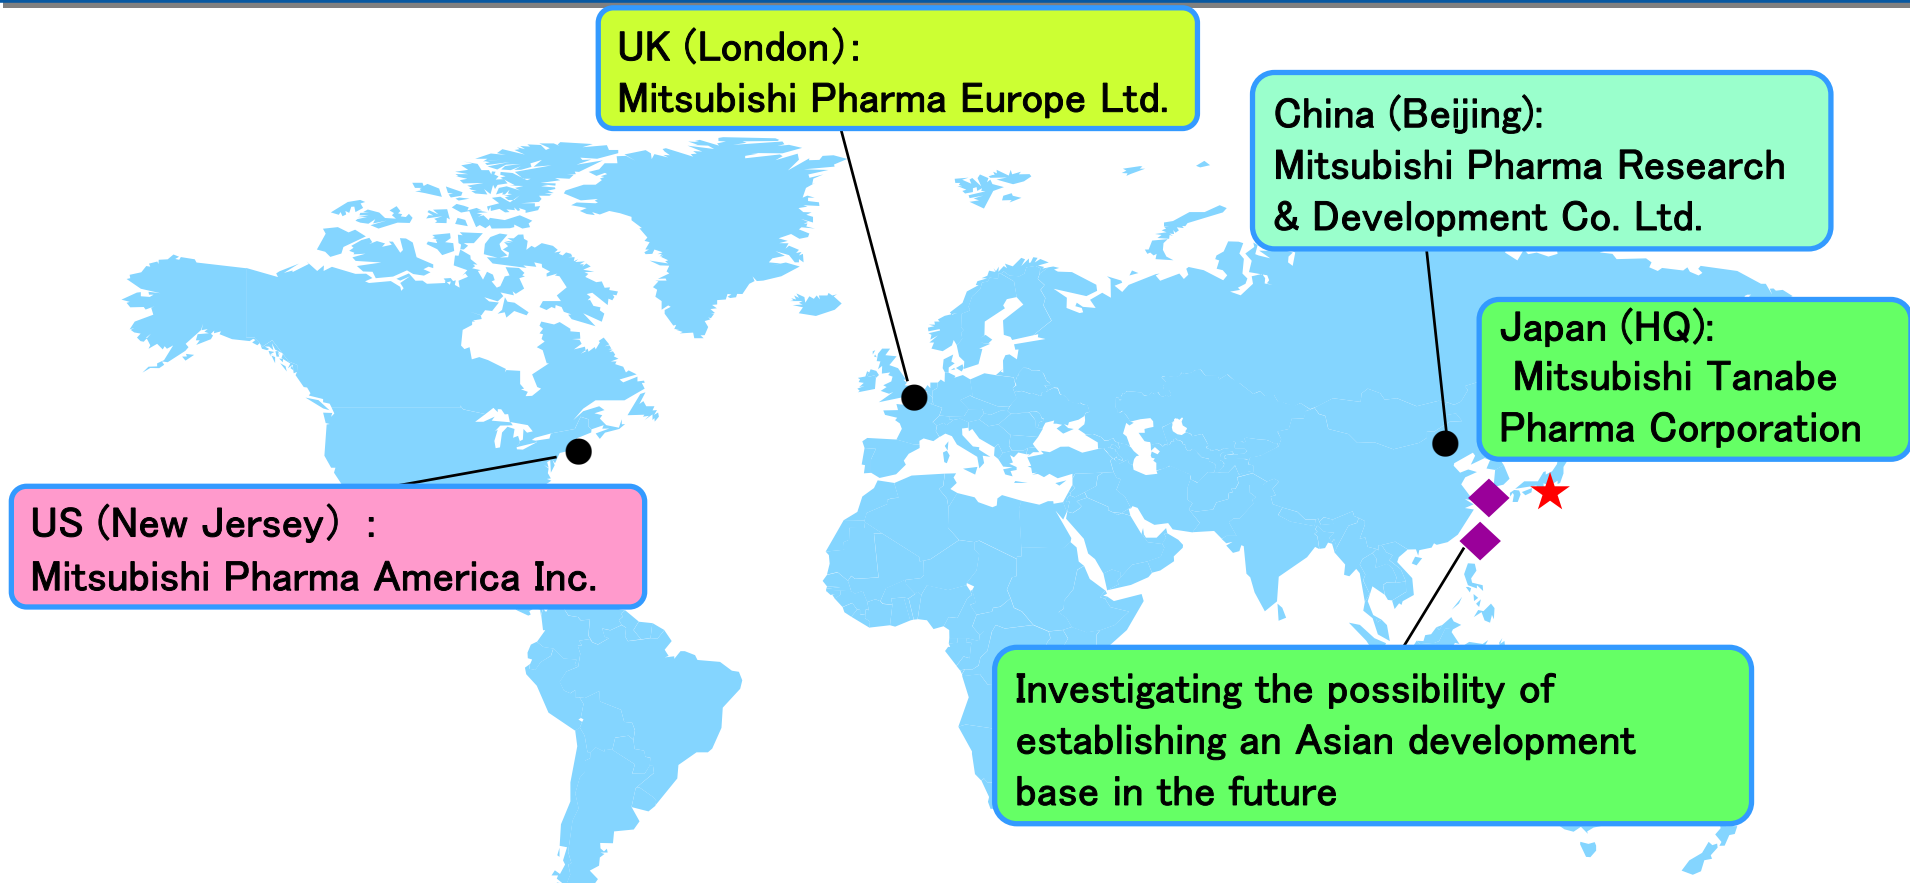 UK (London):
Mitsubishi Pharma Europe Ltd.
China (Beijing):
Mitsubishi Pharma Research
& Development Co. Ltd.
Japan (HQ):
Mitsubishi Tanabe
Pharma Corporation
US (New Jersey) :
Mitsubishi Pharma America Inc.
Investigating the possibility of
establishing an Asian development
base in the future